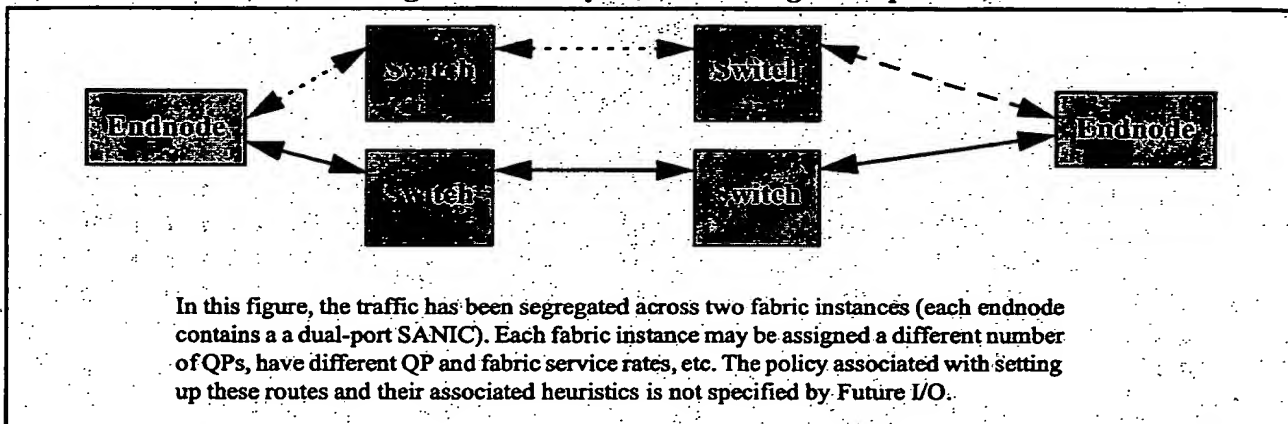 Switch
Switch
Endnode
Endnode
Switch
Switch
In this figure, the traffic has been segregated across two fabric instances (each endnode
contains a a dual-port SANIC). Each fabric instance may be assigned a different number
of QPs, have different QP and fabric service rates, etc. The policy associated with setting
up these routes and their associated heuristics is not specified by Future I/O.